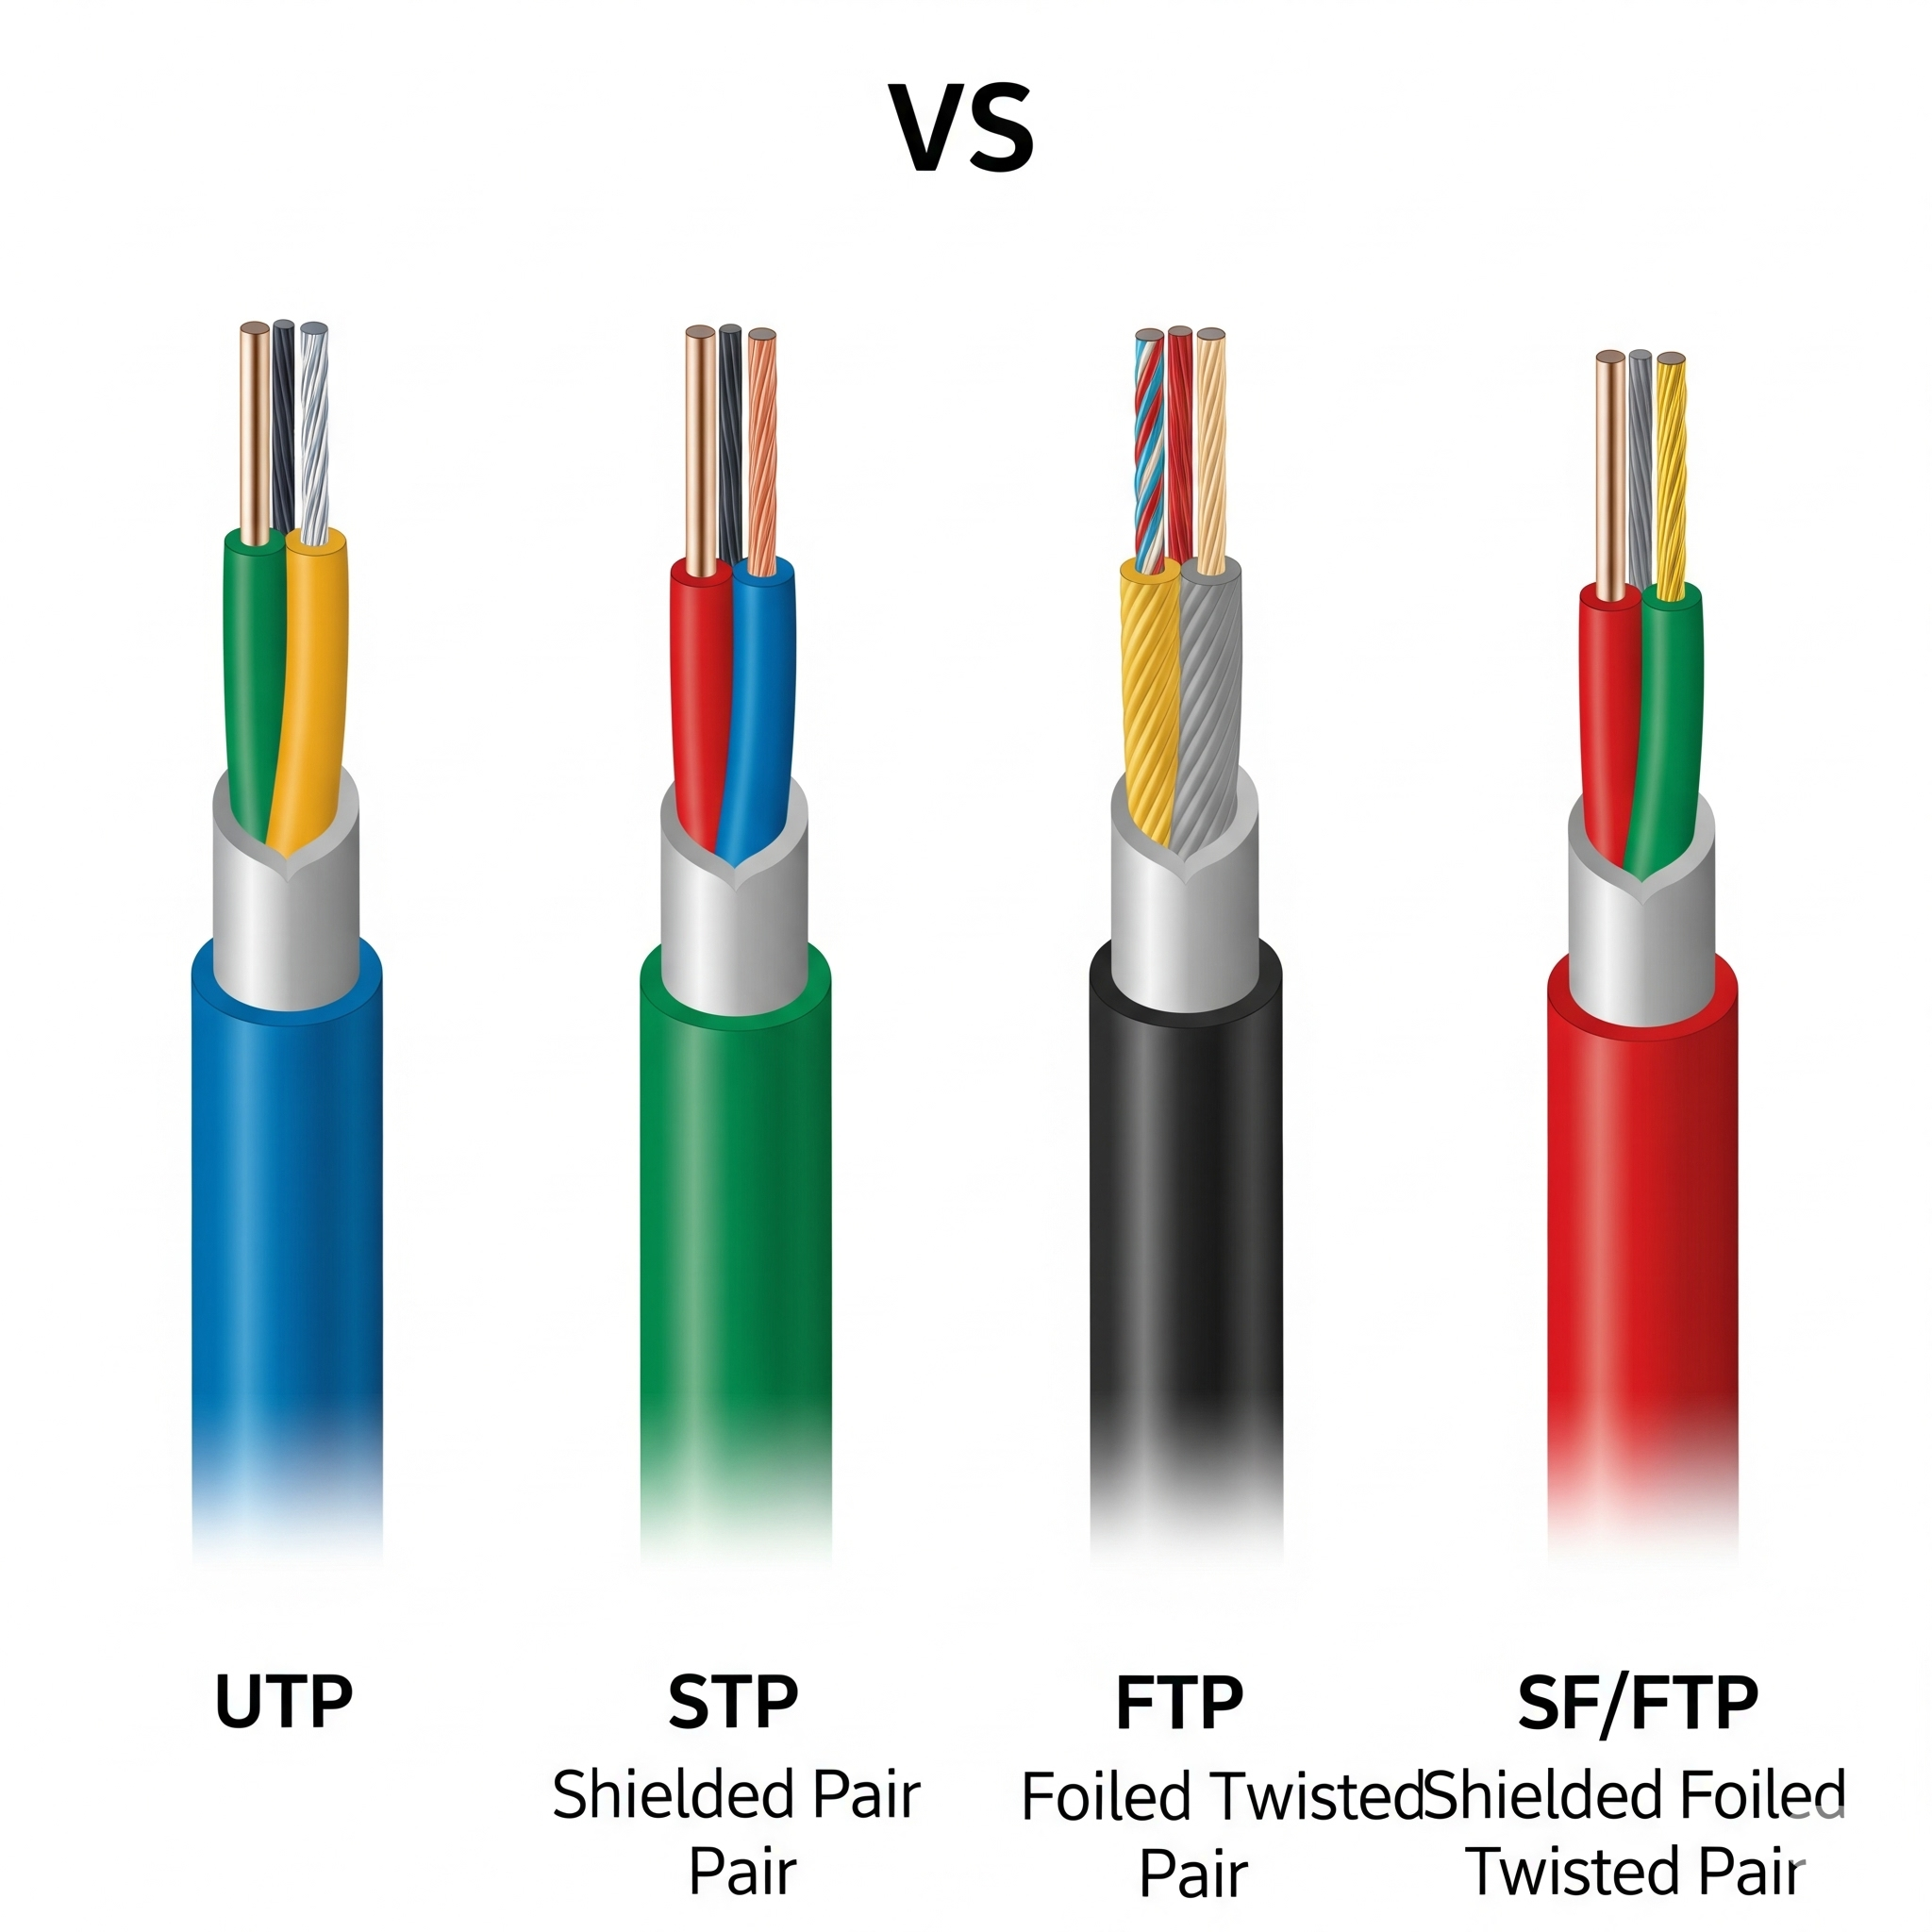 VS
UTP
STP
FTP
SF/FTP
Shielded Pair
Pair
Foiled Twisted
Pair
Shielded Foiled
Twisted Pair